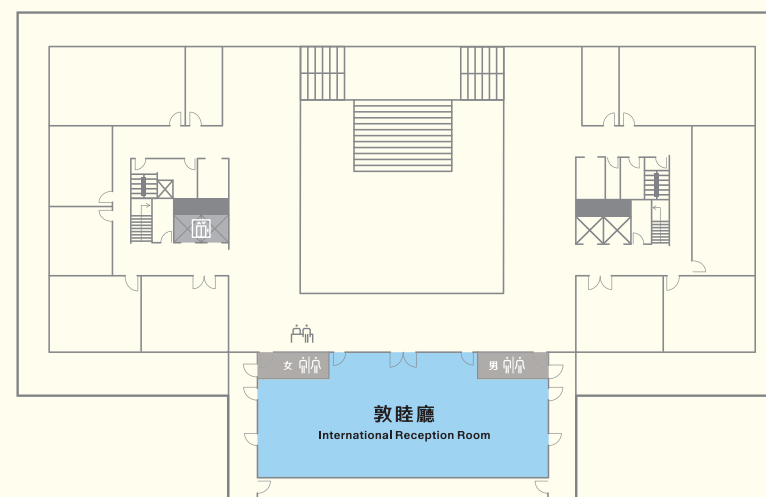 女
男
敦睦廳
International Reception Room